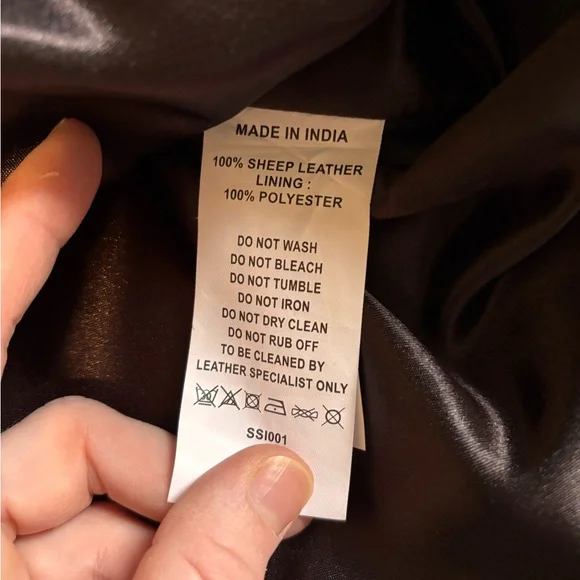 MADE IN INDIA
100% SHEEP LEATHER
LINING :
100% POLYESTER
DO NOT WASH
DO NOT BLEACH
DO NOT TUMBLE
DO NOT IRON
DO NOT DRY CLEAN
DO NOT RUB OFF
TO BE CLEANED BY
LEATHER SPECIALIST ONLY
SSI001